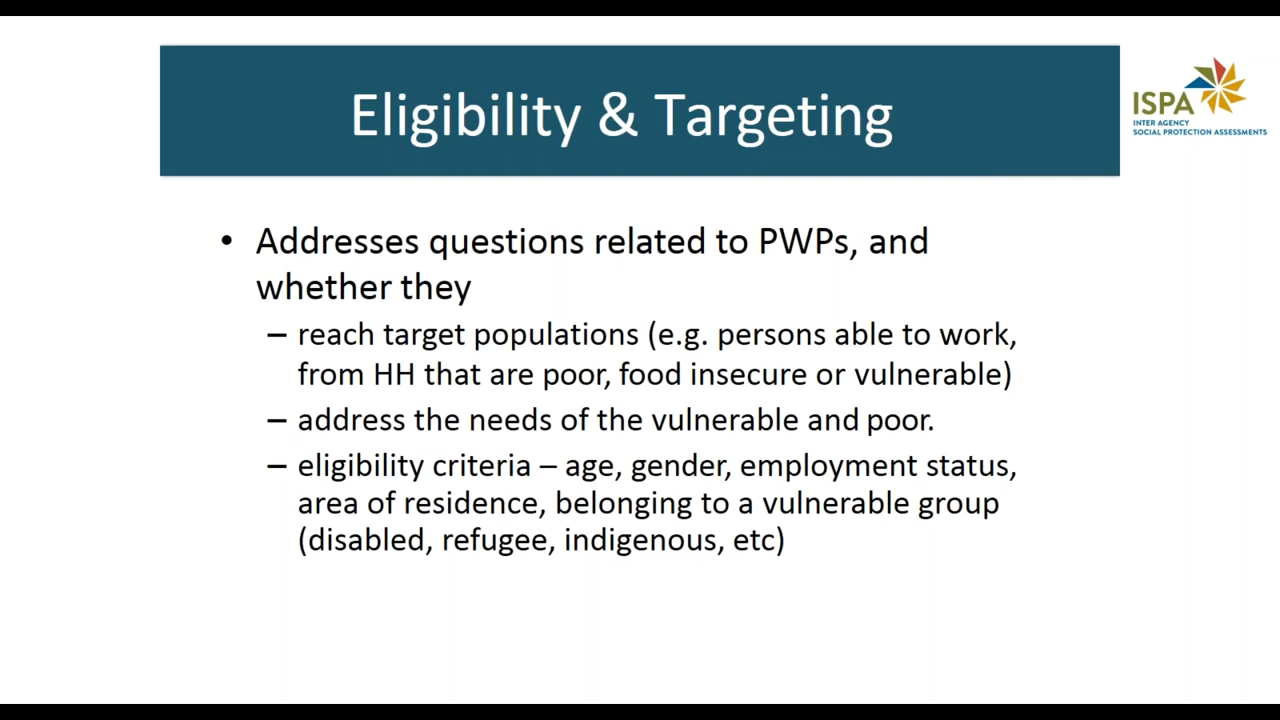 Eligibility & Targeting
ISPA
INTER AGENCY
SOCIAL PROTECTION ASSESSMENTS
• Addresses questions related to PWPs, and
whether they
– reach target populations (e.g. persons able to work,
from HH that are poor, food insecure or vulnerable)
– address the needs of the vulnerable and poor.
– eligibility criteria – age, gender, employment status,
area of residence, belonging to a vulnerable group
(disabled, refugee, indigenous, etc)